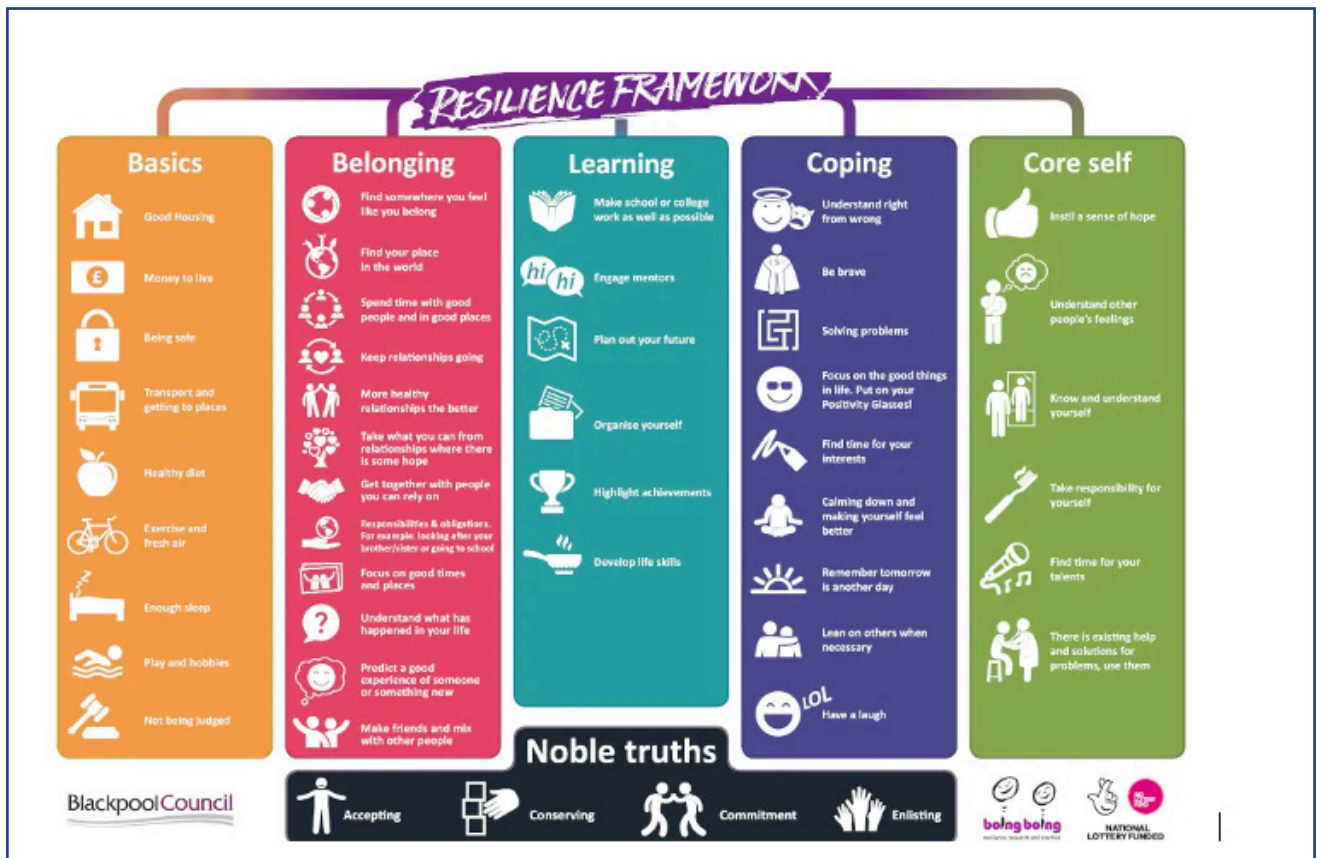 RESILIENCE FRAMEWORK
Basics
Good Housing
£
Money to live
Being safe
Transport and
getting to places
Healthy diet
Exercise and
fresh air
Enough sleep
Play and hobbies
Not being judged
Belonging
Find somewhere you feel
like you belong
Find your place
in the world
Spend time with good
people and in good places
Keep relationships going
More healthy
relationships the better
Take what you can from
relationships where there
is some hope
Get together with people
you can rely on
Responsibilities & obligations.
For example: looking after your
brother/sister or going to school
Focus on good times
and places
?
Understand what has
happened in your life
Predict a good
experience of someone
or something new
Make friends and mix
with other people
Learning
Make school or college
work as well as possible
hi hi
Engage mentors
Plan out your future
Organise yourself
Highlight achievements
Develop life skills
Coping
Understand right
from wrong
Be brave
Solving problems
Focus on the good things
in life. Put on your
Positivity Glasses!
Find time for your
interests
Calming down and
making yourself feel
better
Remember tomorrow
is another day
Lean on others when
necessary
LOL
Have a laugh
Core self
Instil a sense of hope
Understand other
people's feelings
Know and understand
yourself
Take responsibility for
yourself
Find time for your
talents
There is existing help
and solutions for
problems, use them
Noble truths
Accepting
Conserving
Commitment
Enlisting
BlackpoolCouncil
boingboing
resilience research and practice
NATIONAL
LOTTERY FUNDED